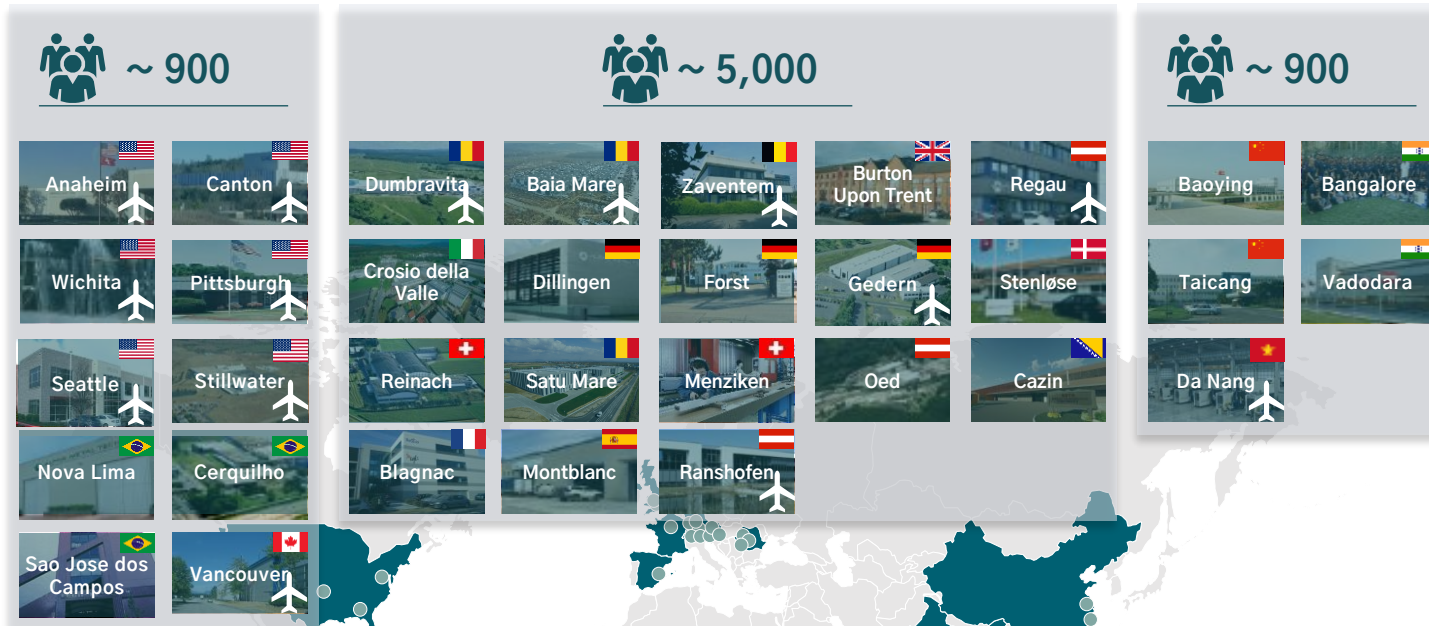 ~ 900
Anaheim
Canton
Wichita
Pittsburgh
Seattle
Stillwater
Nova Lima
Cerquilho
Sao Jose dos
Campos
Vancouver
~ 5,000
Dumbravita
Baia Mare
Zaventem
Burton
Upon Trent
Regau
Crosio della
Valle
Dillingen
Forst
Gedern
Stenløse
Reinach
Satu Mare
Menziken
Oed
Cazin
Blagnac
Montblanc
Ranshofen
~ 900
Baoying
Bangalore
Taicang
Vadodara
Da Nang